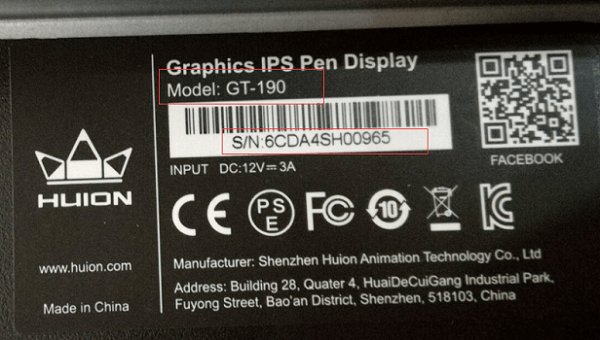 Graphics IPS Pen Display
Model: GT-190
S/N:6CDA4SH00965
FACEBOOK
INPUT DC:12V⎓3A
HUION
CE
PS
E
FC
10
Manufacturer: Shenzhen Huion Animation Technology Co., Ltd
www.huion.com
Address: Building 28, Quater 4, HuaiDeCuiGang Industrial Park,
Fuyong Street, Bao'an District, Shenzhen, 518103, China
Made in China